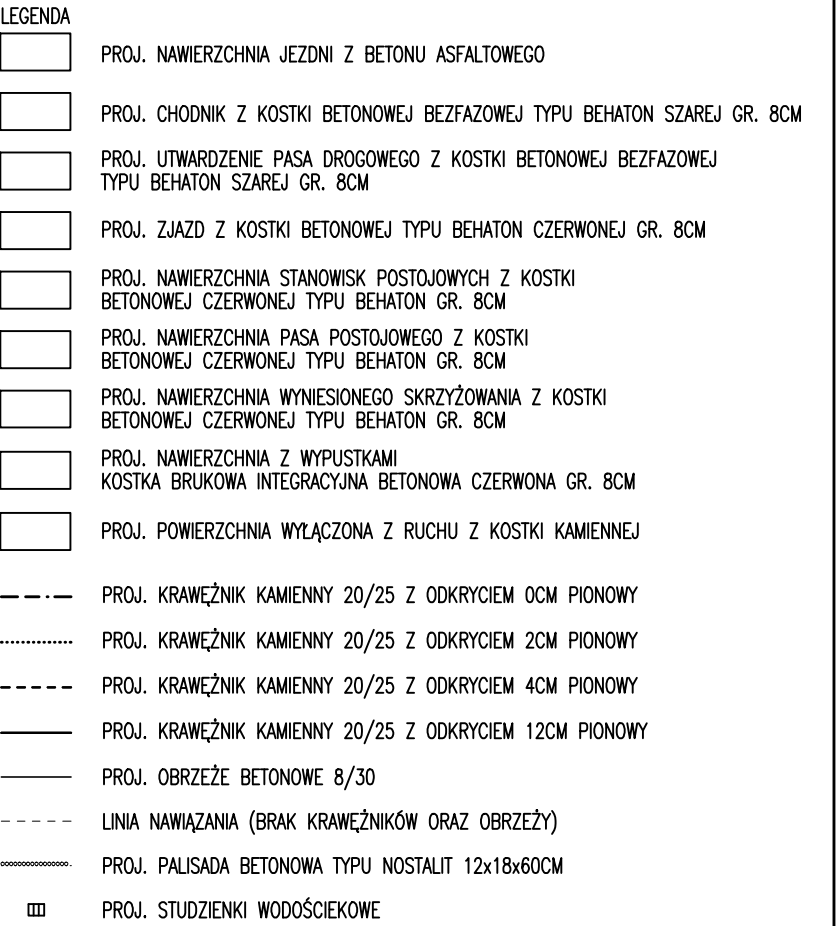 LEGENDA
PROJ. NAWIERZCHNIA JEZDNI Z BETONU ASFALTOWEGO
PROJ. CHODNIK Z KOSTKI BETONOWEJ BEZFAZOWEJ TYPU BEHATON SZAREJ GR. 8CM
PROJ. UTWARDZENIE PASA DROGOWEGO Z KOSTKI BETONOWEJ BEZFAZOWEJ
TYPU BEHATON SZAREJ GR. 8CM
PROJ. ZJAZD Z KOSTKI BETONOWEJ TYPU BEHATON CZERWONEJ GR. 8CM
PROJ. NAWIERZCHNIA STANOWISK POSTOJOWYCH Z KOSTKI
BETONOWEJ CZERWONEJ TYPU BEHATON GR. 8CM
PROJ. NAWIERZCHNIA PASA POSTOJOWEGO Z KOSTKI
BETONOWEJ CZERWONEJ TYPU BEHATON GR. 8CM
PROJ. NAWIERZCHNIA WYNIESIONEGO SKRZYŻOWANIA Z KOSTKI
BETONOWEJ CZERWONEJ TYPU BEHATON GR. 8CM
PROJ. NAWIERZCHNIA Z WYPUSTKAMI
KOSTKA BRUKOWA INTEGRACYJNA BETONOWA CZERWONA GR. 8CM
PROJ. POWIERZCHNIA WYŁĄCZONA Z RUCHU Z KOSTKI KAMIENNEJ
PROJ. KRAWĘŻNIK KAMIENNY 20/25 Z ODKRYCIEM 0CM PIONOWY
PROJ. KRAWĘŻNIK KAMIENNY 20/25 Z ODKRYCIEM 2CM PIONOWY
PROJ. KRAWĘŻNIK KAMIENNY 20/25 Z ODKRYCIEM 4CM PIONOWY
PROJ. KRAWĘŻNIK KAMIENNY 20/25 Z ODKRYCIEM 12CM PIONOWY
PROJ. OBRZEŻE BETONOWE 8/30
LINIA NAWIĄZANIA (BRAK KRAWĘŻNIKÓW ORAZ OBRZEŻY)
PROJ. PALISADA BETONOWA TYPU NOSTALIT 12x18x60CM
PROJ. STUDZIENKI WODOŚCIEKOWE